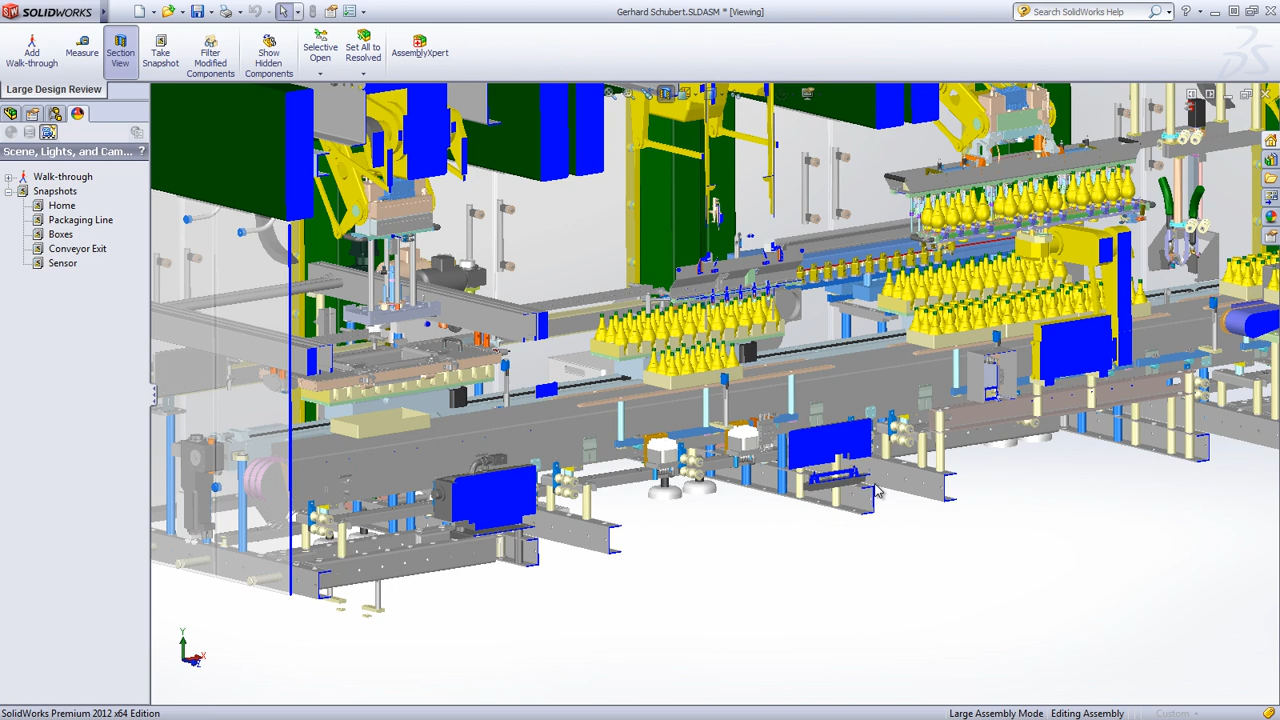 SOLIDWORKS
Gerhard Schubert.SLDASM * [Viewing]
Search SolidWorks
?
Add
Walk-through
Measure
Section
View
Take
Snapshot
Filter
Modified
Components
Show
Hidden
Components
Selective
Open
Set All to
Resolved
AssemblyXpert
Large Design Review
Scene, Lights, and Cam... ?
Walk-through
Snapshots
Home
Packaging Line
Boxes
Conveyor Exit
Sensor
Y
X
Z
SolidWorks Premium 2012 x64 Edition
Large Assembly Mode
Editing Assembly
Custom